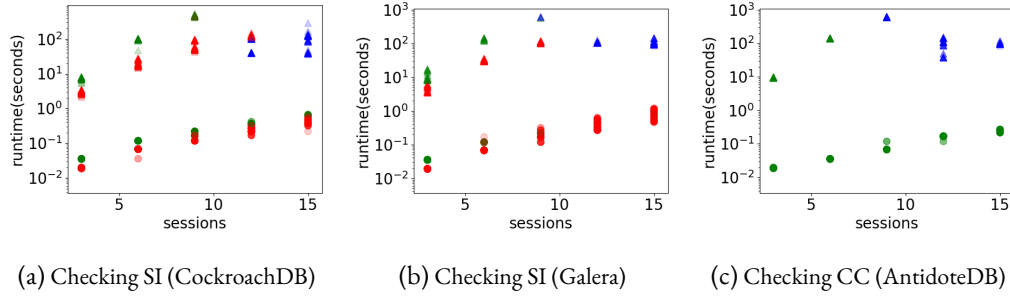 10²
10¹
10⁰
10⁻¹
10⁻²
runtime(seconds)
5
10
15
sessions
(a) Checking SI (CockroachDB)
10³
10²
10¹
10⁰
10⁻¹
10⁻²
runtime(seconds)
5
10
15
sessions
(b) Checking SI (Galera)
10³
10²
10¹
10⁰
10⁻¹
10⁻²
runtime(seconds)
5
10
15
sessions
(c) Checking CC (AntidoteDB)